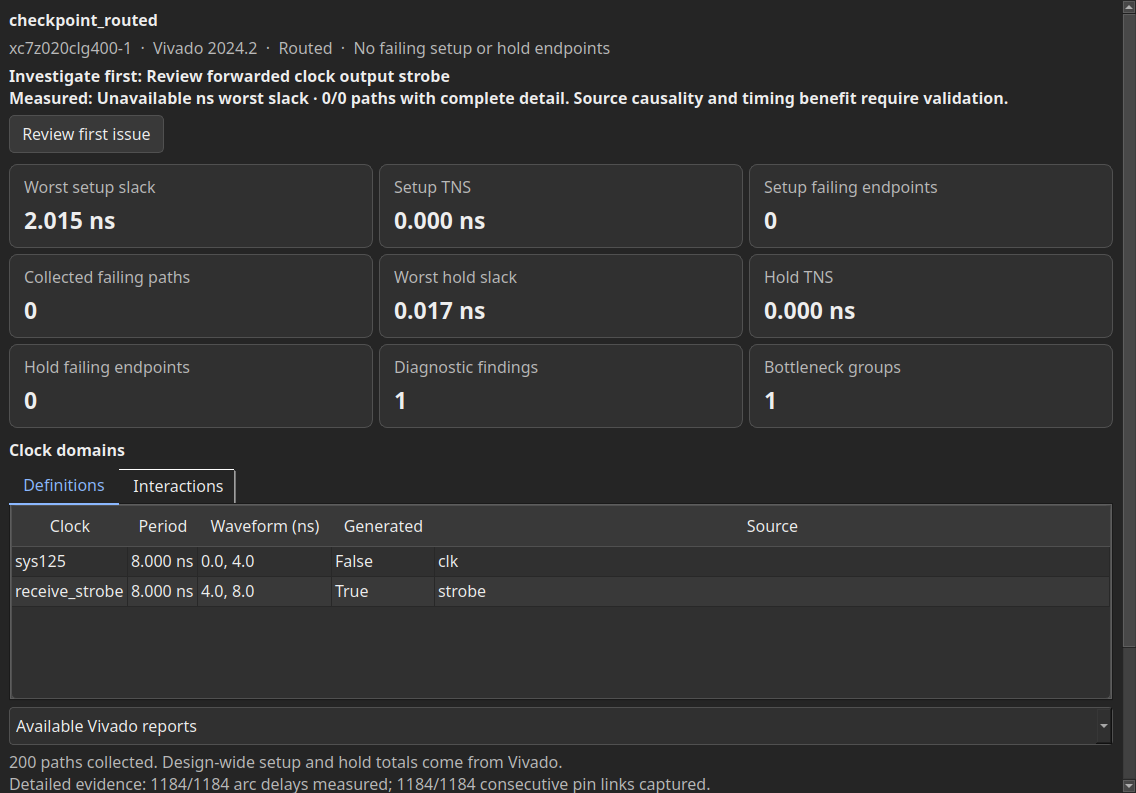 checkpoint_routed
xc7z020clg400-1 · Vivado 2024.2 · Routed · No failing setup or hold endpoints
Investigate first: Review forwarded clock output strobe
Measured: Unavailable ns worst slack · 0/0 paths with complete detail. Source causality and timing benefit require validation.
Review first issue
Worst setup slack
2.015 ns
Setup TNS
0.000 ns
Setup failing endpoints
0
Collected failing paths
0
Worst hold slack
0.017 ns
Hold TNS
0.000 ns
Hold failing endpoints
0
Diagnostic findings
1
Bottleneck groups
1
Clock domains
Definitions Interactions
Clock Period Waveform (ns) Generated Source
sys125 8.000 ns 0.0, 4.0 False clk
receive_strobe 8.000 ns 4.0, 8.0 True strobe
Available Vivado reports
200 paths collected. Design-wide setup and hold totals come from Vivado.
Detailed evidence: 1184/1184 arc delays measured; 1184/1184 consecutive pin links captured.